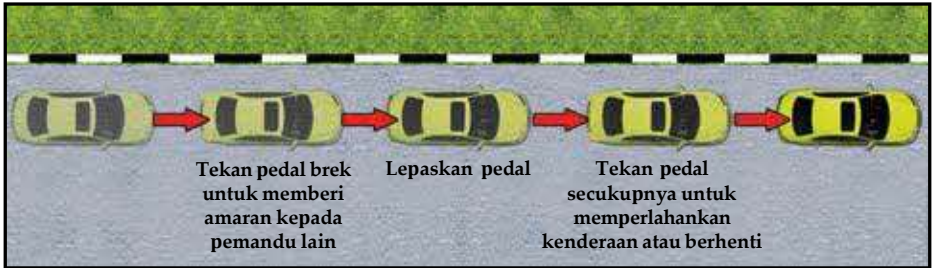 Tekan pedal brek
untuk memberi
amaran kepada
pemandu lain
Lepaskan pedal
Tekan pedal
secukupnya untuk
memperlahankan
kenderaan atau berhenti